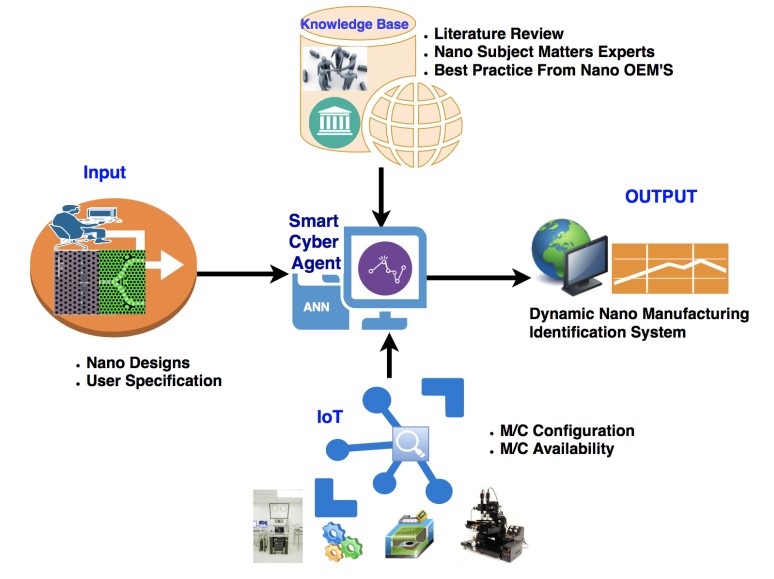 Knowledge Base
• Literature Review
• Nano Subject Matters Experts
• Best Practice From Nano OEM'S
Input
OUTPUT
Smart
Cyber
Agent
ANN
Dynamic Nano Manufacturing
Identification System
• Nano Designs
• User Specification
IoT
• M/C Configuration
• M/C Availability